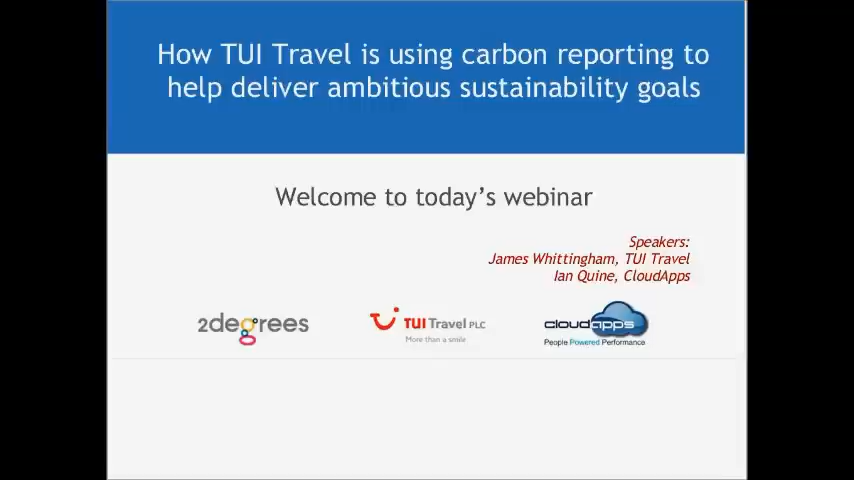 How TUI Travel is using carbon reporting to
help deliver ambitious sustainability goals
Welcome to today's webinar
Speakers:
James Whittingham, TUI Travel
Ian Quine, CloudApps
2degrees
TUI Travel PLC
More than a smile
cloudapps
People Powered Performance